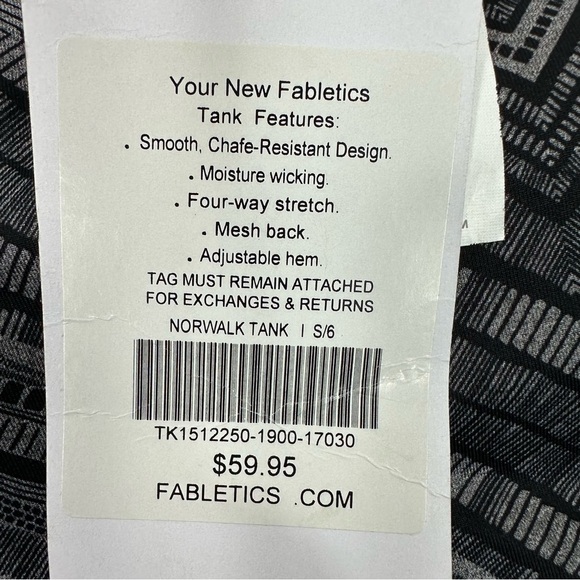 Your New Fabletics
Tank Features:
• Smooth, Chafe-Resistant Design.
• Moisture wicking.
• Four-way stretch.
• Mesh back.
• Adjustable hem.
TAG MUST REMAIN ATTACHED
FOR EXCHANGES & RETURNS
NORWALK TANK | S/6
TK1512250-1900-17030
$59.95
FABLETICS .COM